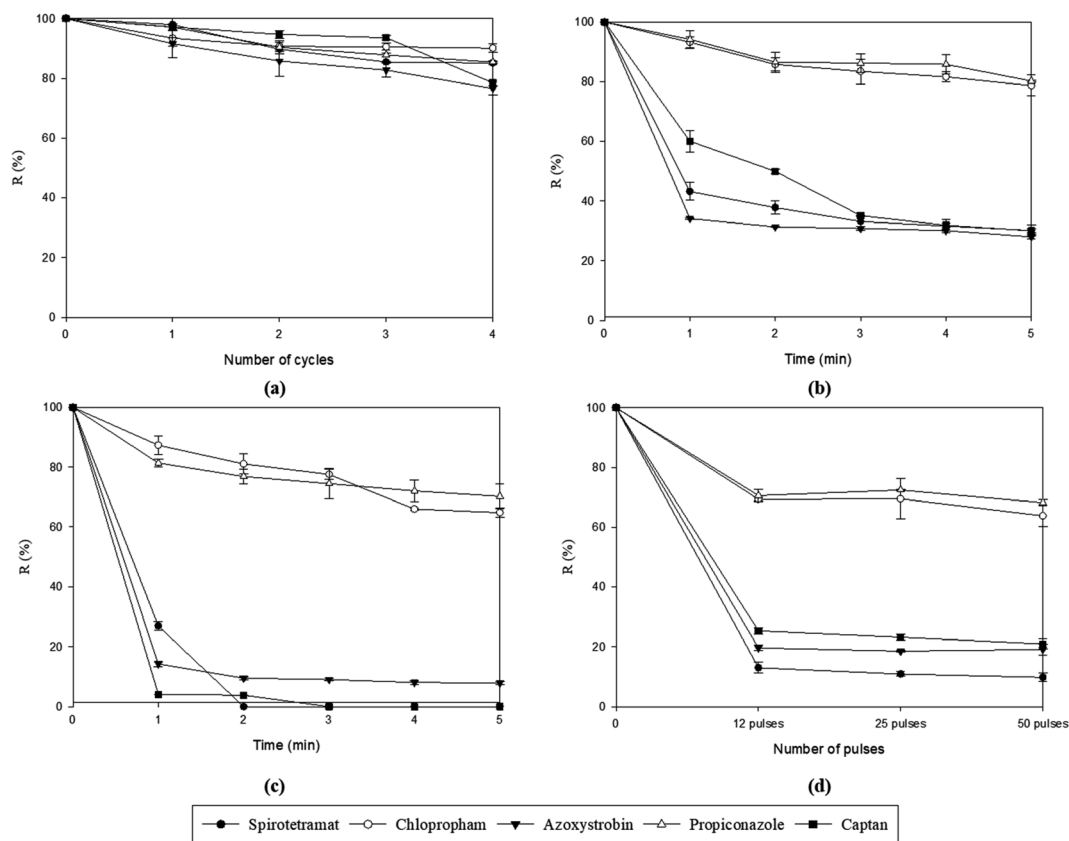 100
80
60
40
20
0
R (%)
0 1 2 3 4
Number of cycles
(a)
100
80
60
40
20
0
R (%)
0 1 2 3 4 5
Time (min)
(b)
100
80
60
40
20
0
R (%)
0 1 2 3 4 5
Time (min)
(c)
100
80
60
40
20
0
R (%)
0 12 pulses 25 pulses 50 pulses
Number of pulses
(d)
Spirotetramat Chlopropham Azoxystrobin Propiconazole Captan